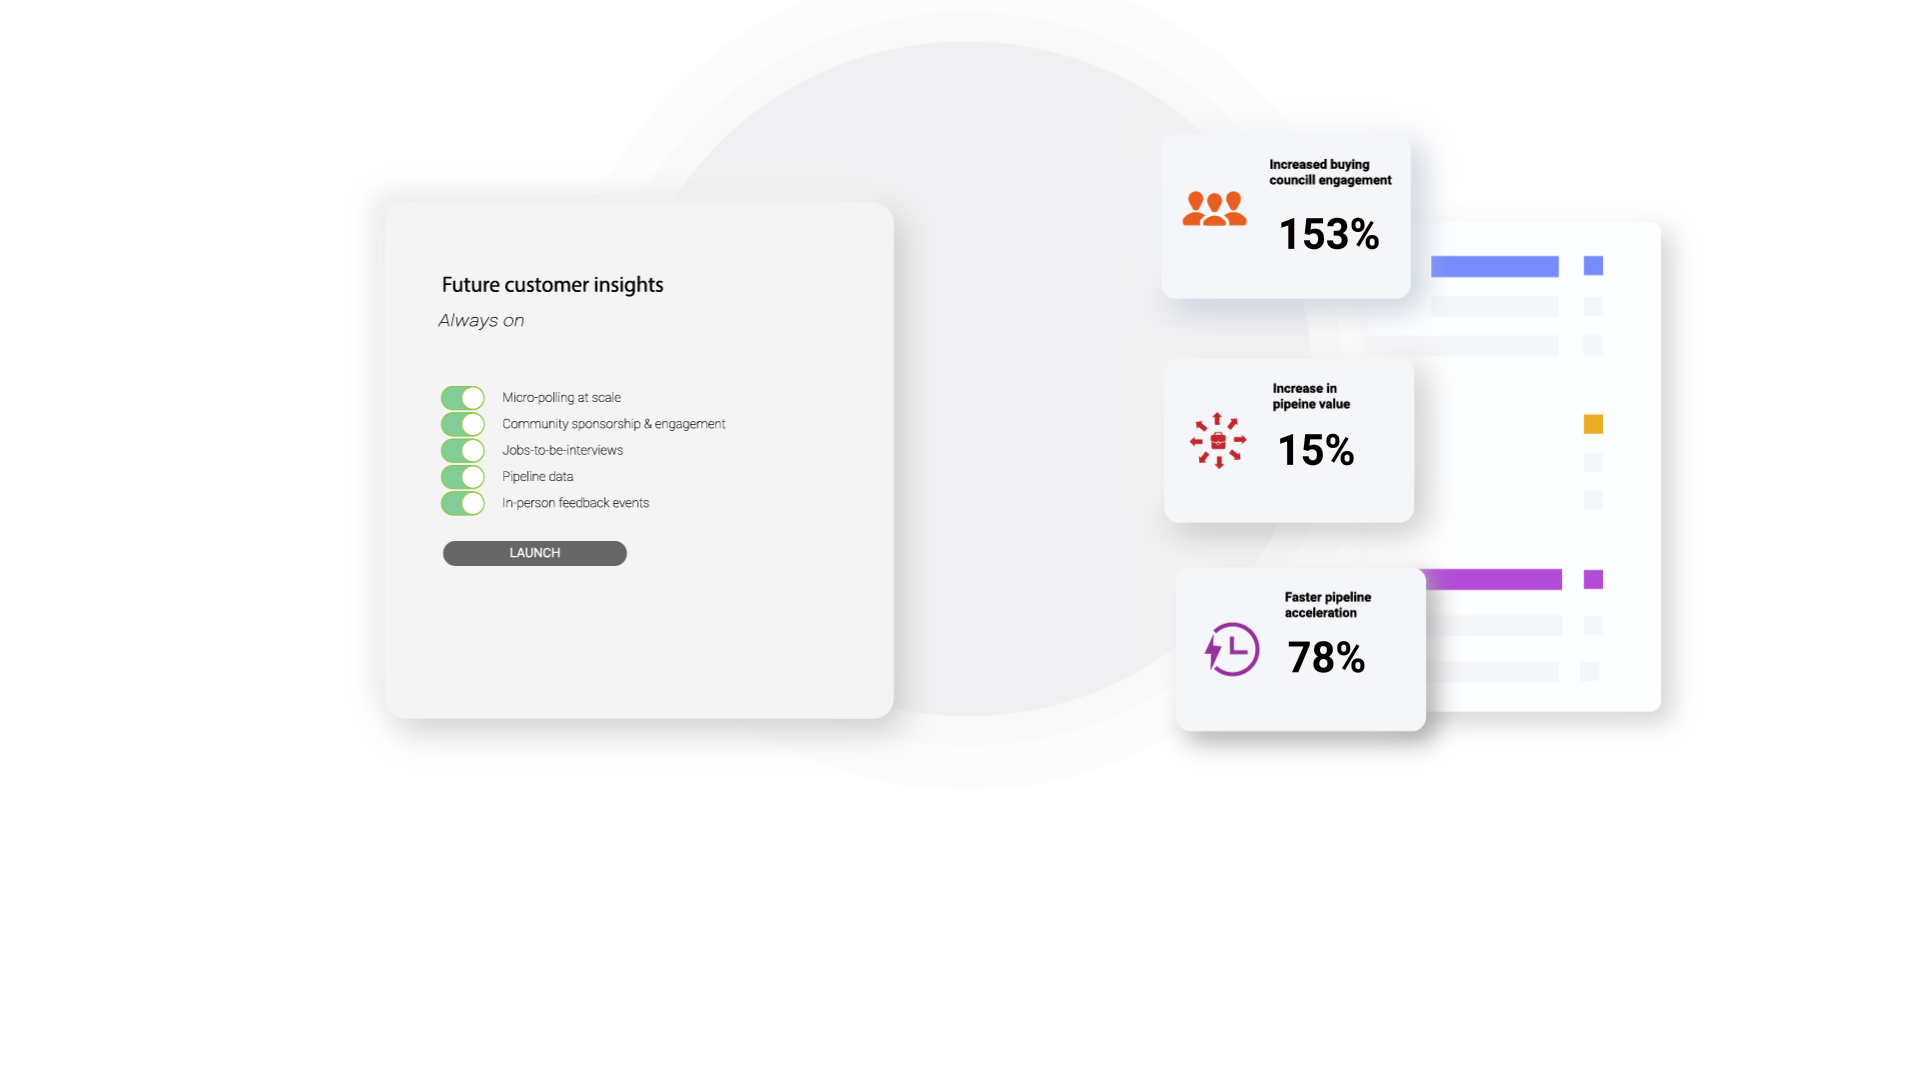 Future customer insights
Always on
Micro-polling at scale
Community sponsorship & engagement
Jobs-to-be-interviews
Pipeline data
In-person feedback events
LAUNCH
Increased buying
councill engagement
153%
Increase in
pipeine value
15%
Faster pipeline
acceleration
78%